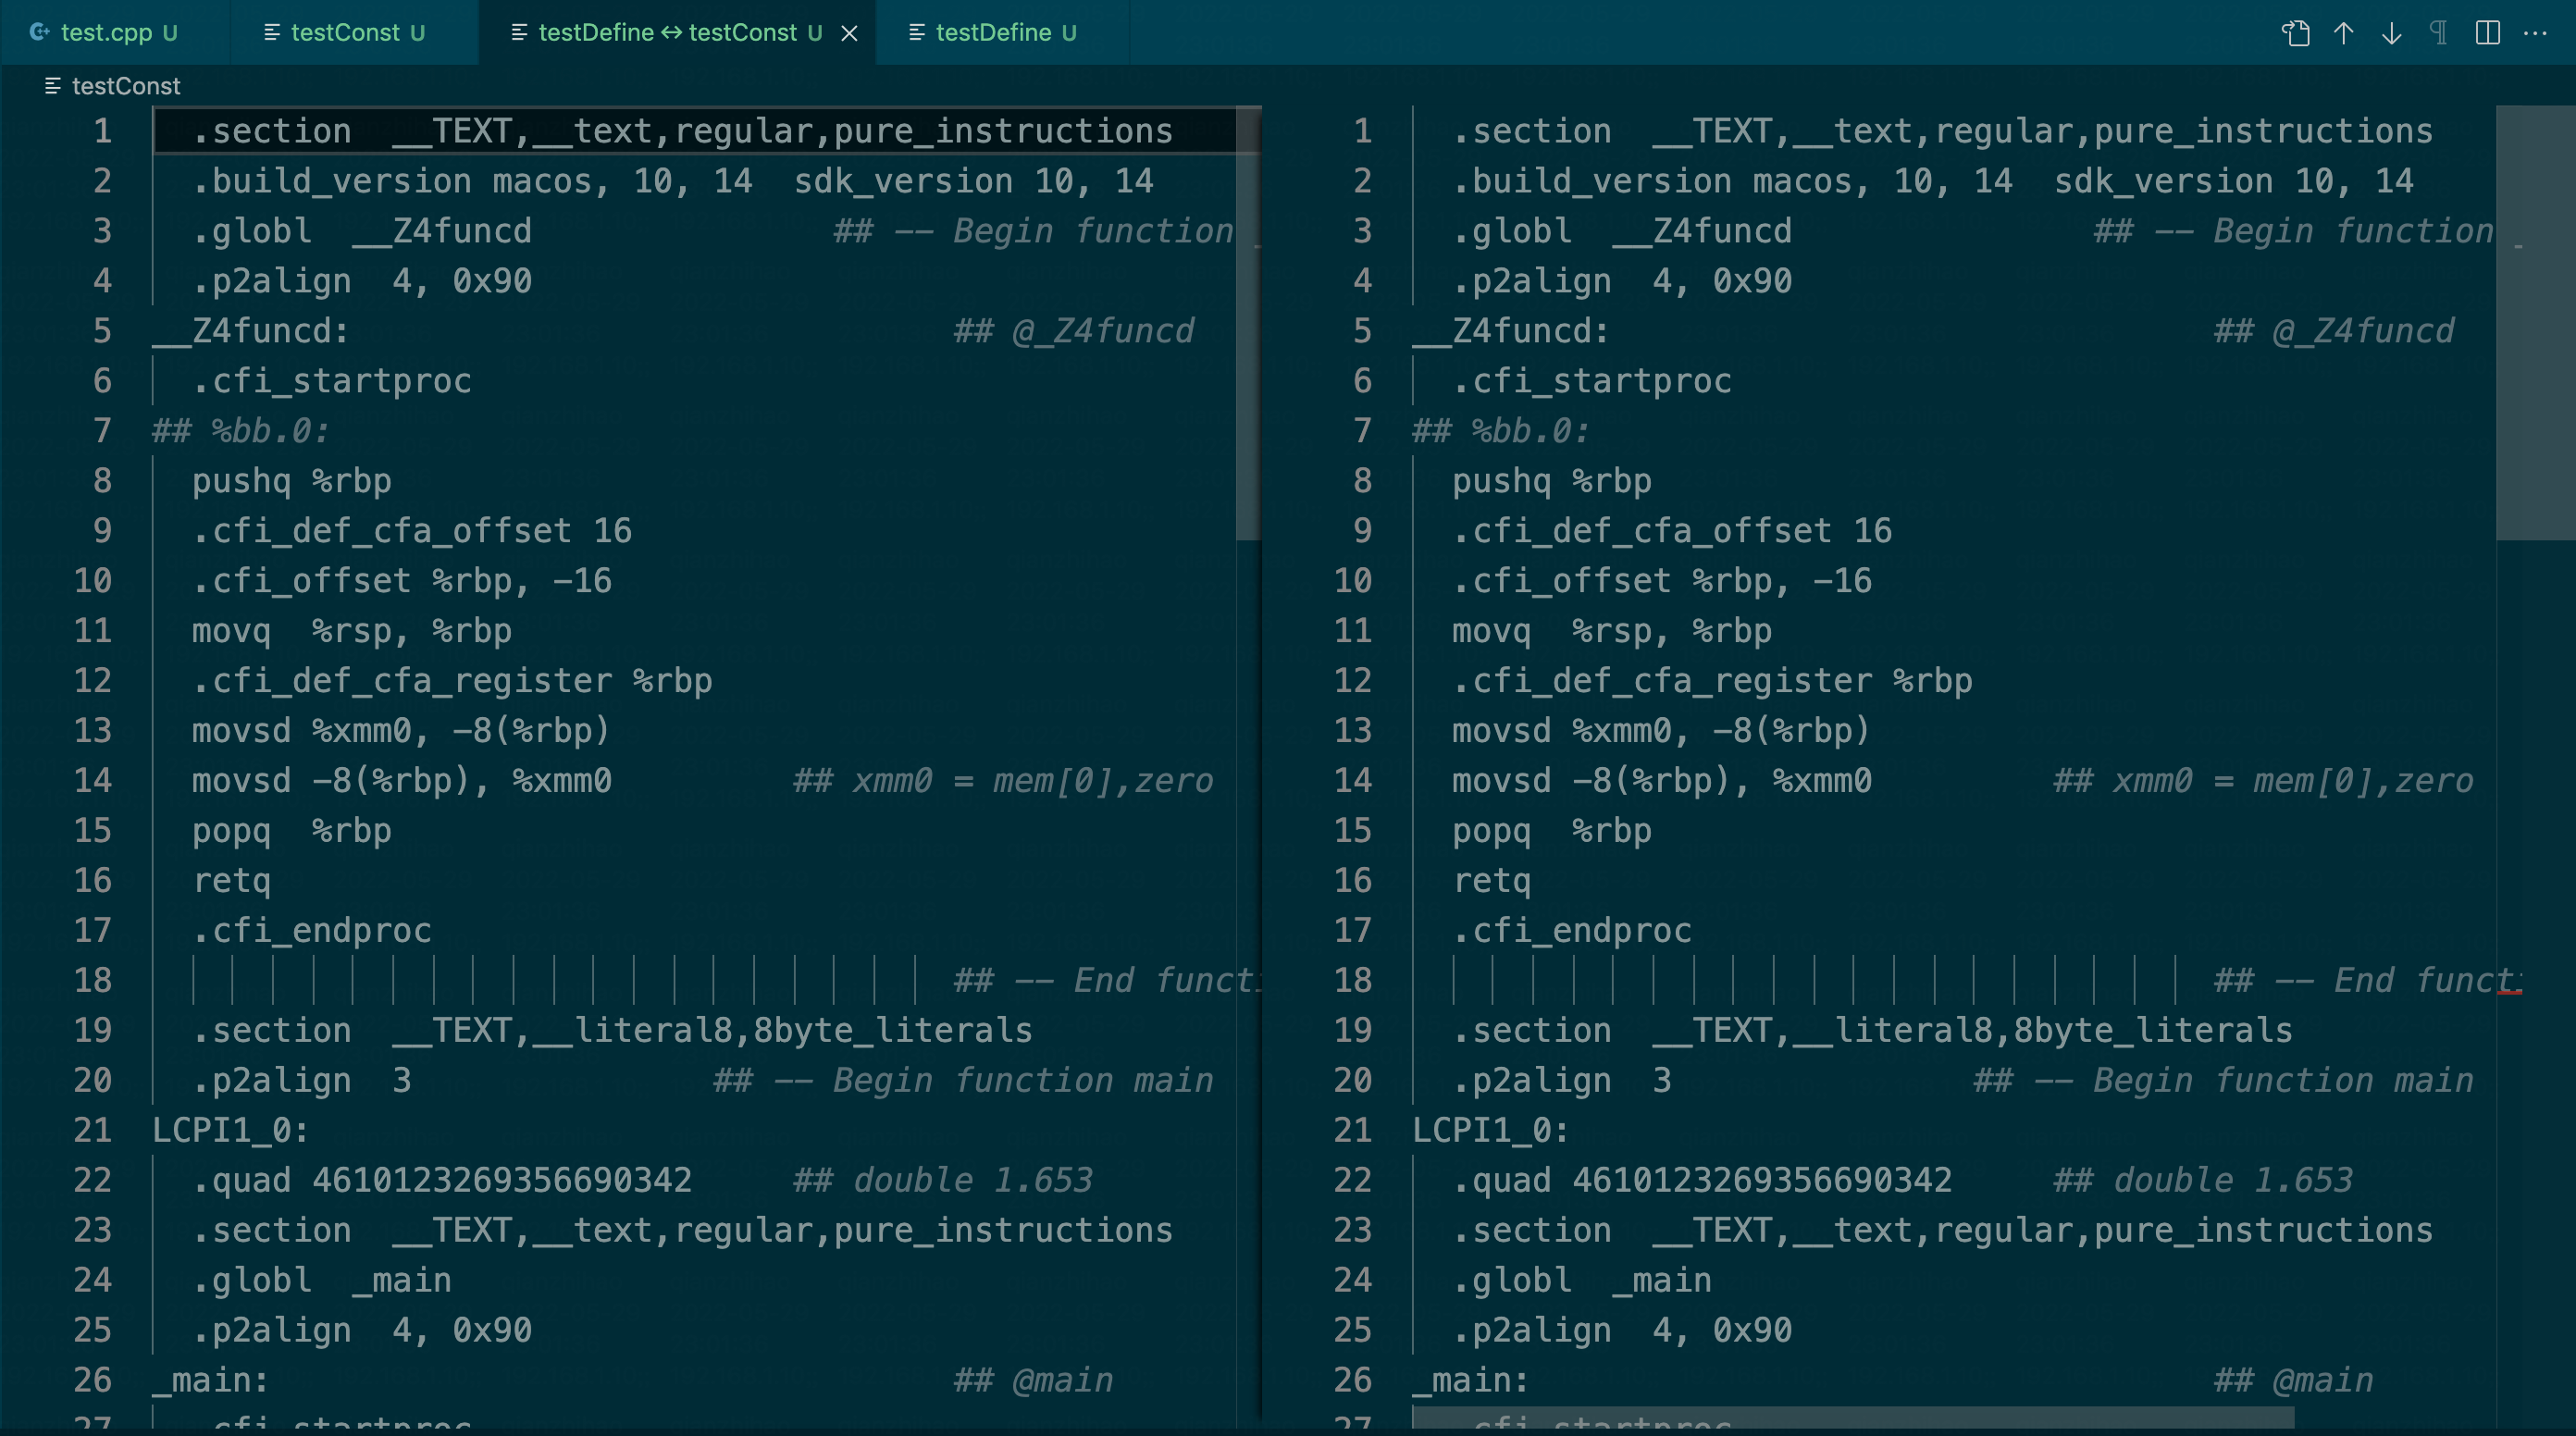 test.cpp U testConst U testDefine↔testConst U testDefine U
testConst
1 .section __TEXT,__text,regular,pure_instructions
2 .build_version macos, 10, 14 sdk_version 10, 14
3 .globl __Z4funcd ## -- Begin function _
4 .p2align 4, 0x90
5 __Z4funcd: ## @_Z4funcd
6 .cfi_startproc
7 ## %bb.0:
8 pushq %rbp
9 .cfi_def_cfa_offset 16
10 .cfi_offset %rbp, -16
11 movq %rsp, %rbp
12 .cfi_def_cfa_register %rbp
13 movsd %xmm0, -8(%rbp)
14 movsd -8(%rbp), %xmm0 ## xmm0 = mem[0],zero
15 popq %rbp
16 retq
17 .cfi_endproc
18 ## -- End functi
19 .section __TEXT,__literal8,8byte_literals
20 .p2align 3 ## -- Begin function main
21 LCPI1_0:
22 .quad 4610123269356690342 ## double 1.653
23 .section __TEXT,__text,regular,pure_instructions
24 .globl _main
25 .p2align 4, 0x90
26 _main: ## @main
27 .cfi_startproc
1 .section __TEXT,__text,regular,pure_instructions
2 .build_version macos, 10, 14 sdk_version 10, 14
3 .globl __Z4funcd ## -- Begin function _
4 .p2align 4, 0x90
5 __Z4funcd: ## @_Z4funcd
6 .cfi_startproc
7 ## %bb.0:
8 pushq %rbp
9 .cfi_def_cfa_offset 16
10 .cfi_offset %rbp, -16
11 movq %rsp, %rbp
12 .cfi_def_cfa_register %rbp
13 movsd %xmm0, -8(%rbp)
14 movsd -8(%rbp), %xmm0 ## xmm0 = mem[0],zero
15 popq %rbp
16 retq
17 .cfi_endproc
18 ## -- End functi
19 .section __TEXT,__literal8,8byte_literals
20 .p2align 3 ## -- Begin function main
21 LCPI1_0:
22 .quad 4610123269356690342 ## double 1.653
23 .section __TEXT,__text,regular,pure_instructions
24 .globl _main
25 .p2align 4, 0x90
26 _main: ## @main
27 .cfi_startproc